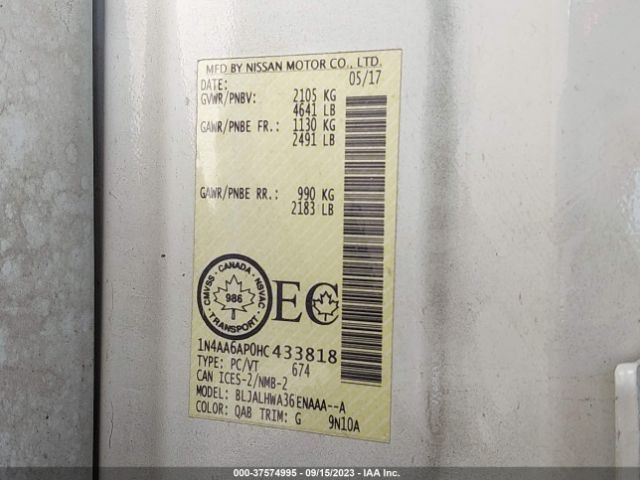 MFD BY NISSAN MOTOR CO., LTD.
DATE: 05/17
GVWR/PNBV: 2105 KG
4641 LB
GAWR/PNBE FR.: 1130 KG
2491 LB
GAWR/PNBE RR.: 990 KG
2183 LB
CMVSS · CANADA · NSVAC
986
· TRANSPORT ·
EC
1N4AA6AP0HC433818
TYPE: PC/VT 674
CAN ICES-2/NMB-2
MODEL: BLJALHWA36ENAAA--A
COLOR: QAB TRIM: G 9N10A
000-37574995 - 09/15/2023 - IAA Inc.